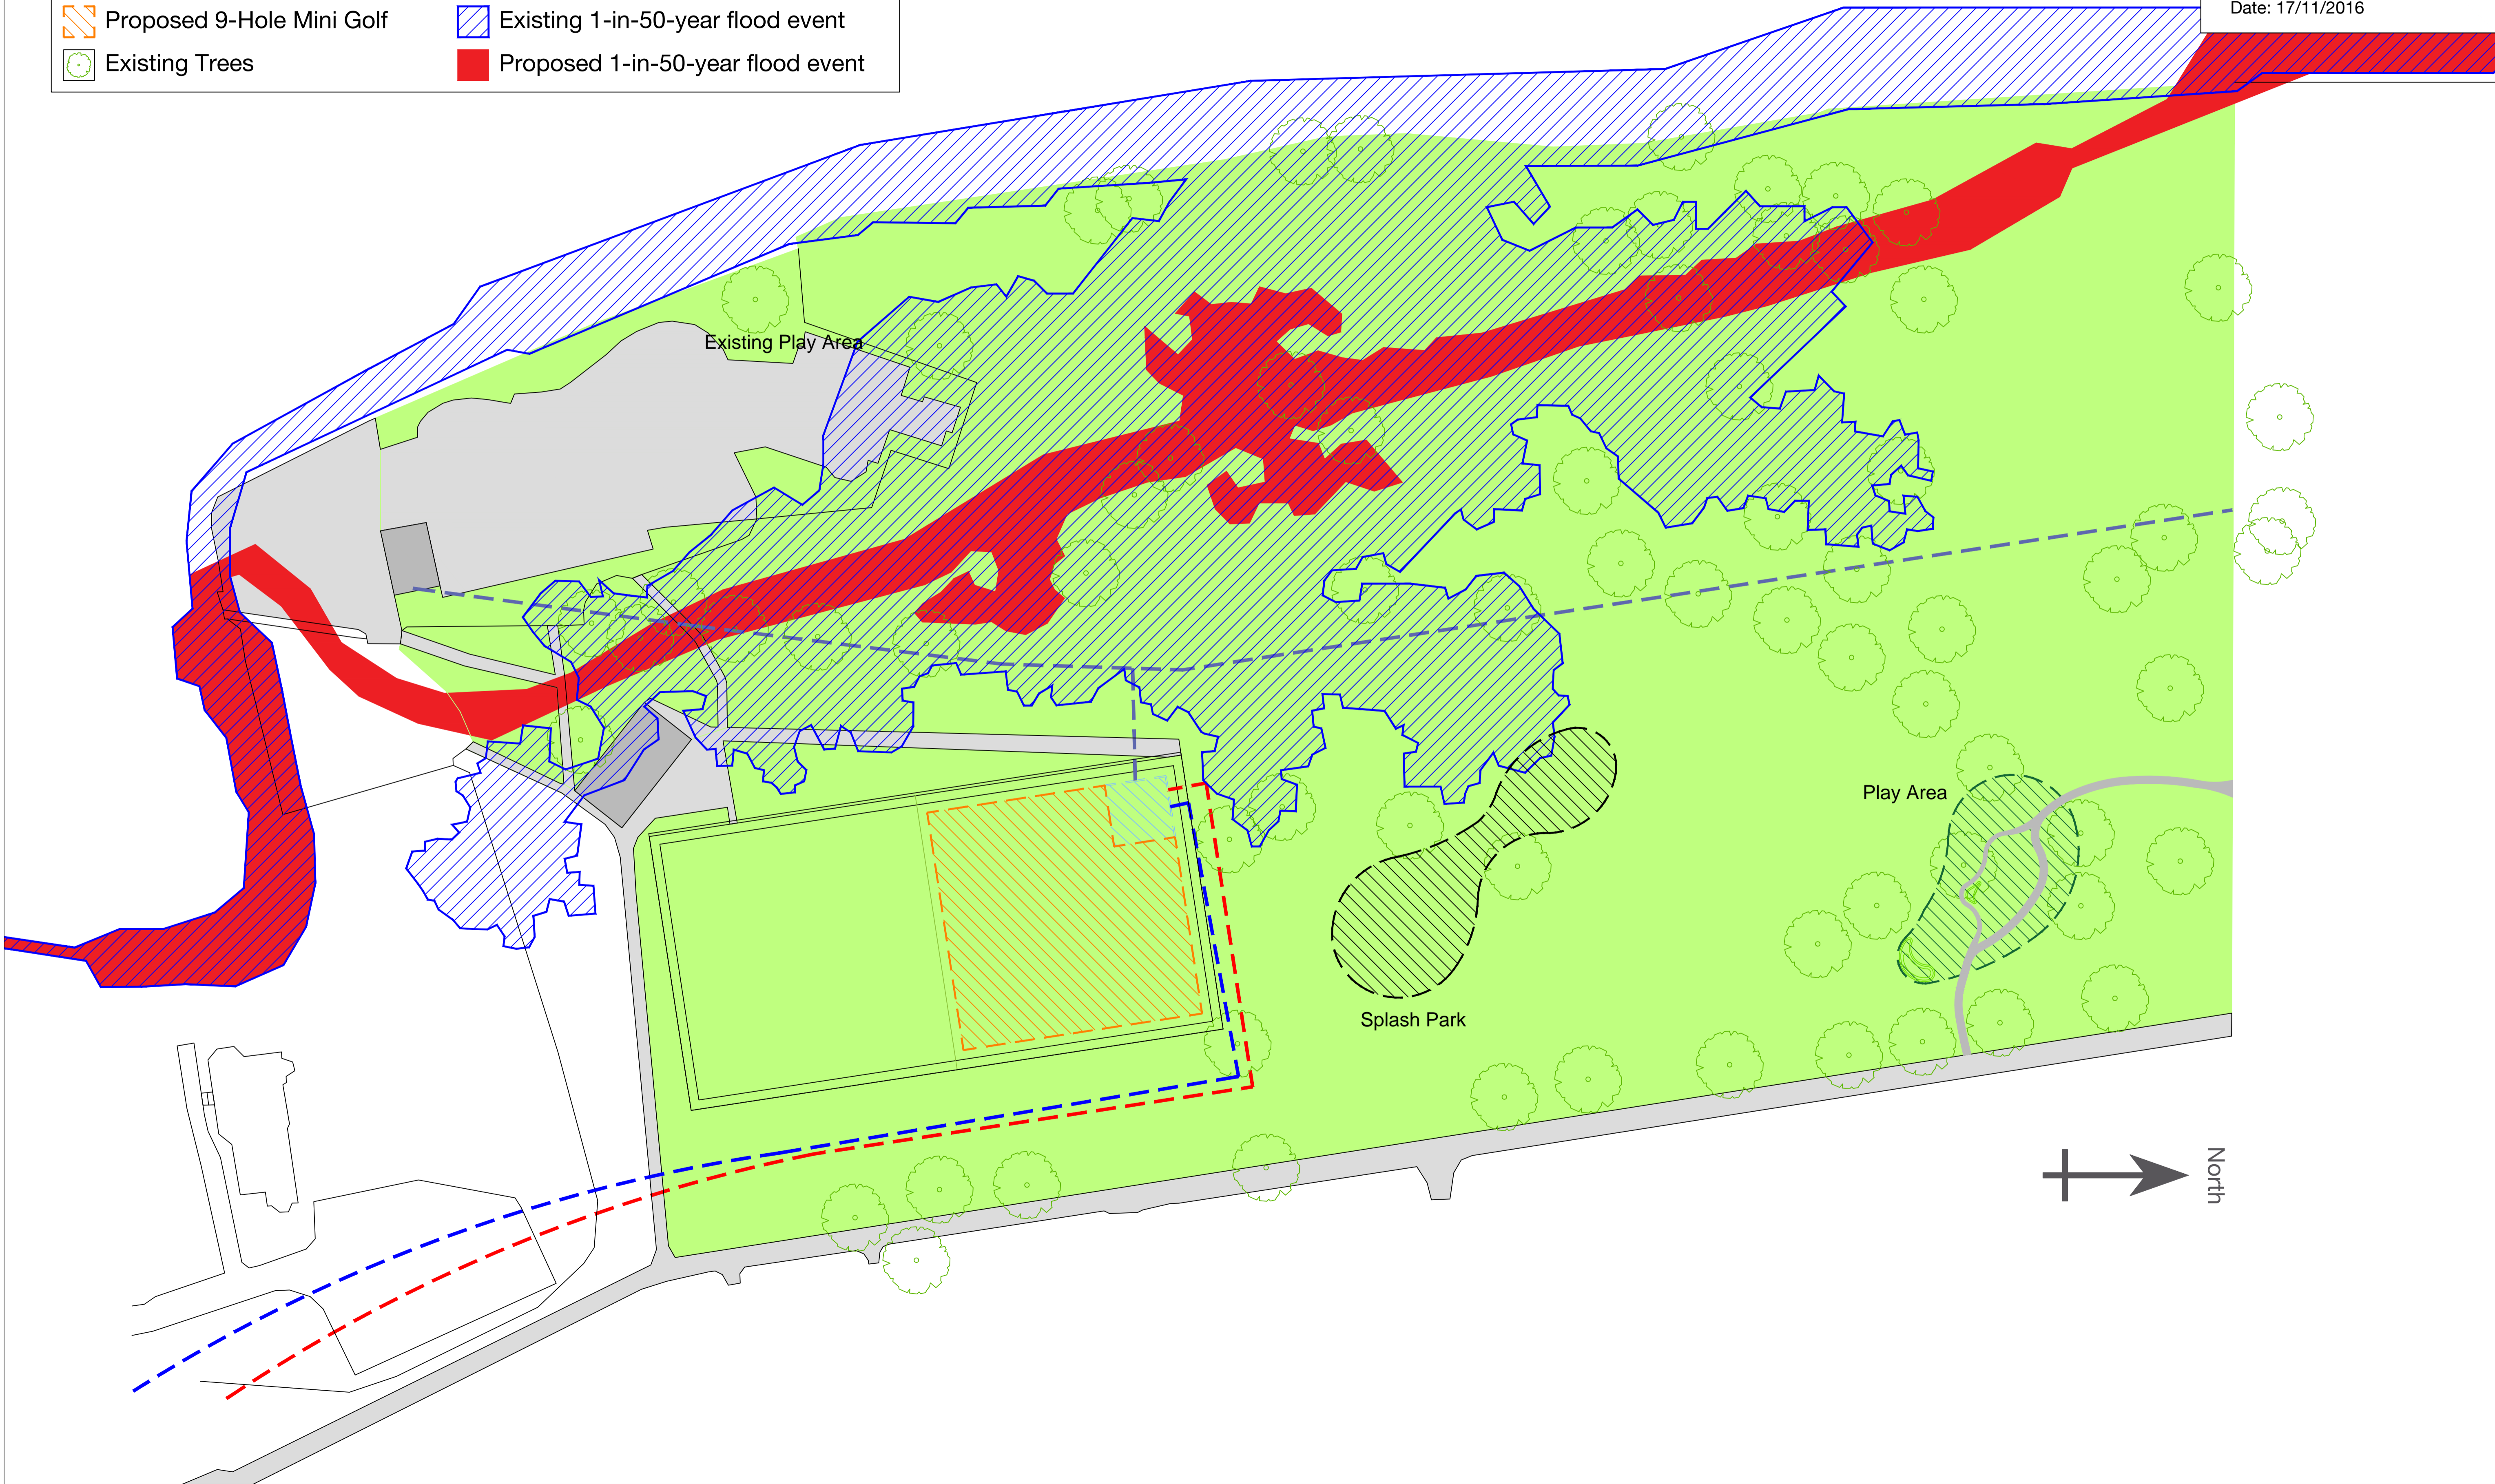 Proposed 9-Hole Mini Golf
Existing 1-in-50-year flood event
Existing Trees
Proposed 1-in-50-year flood event
Date: 17/11/2016
Existing Play Area
Play Area
Splash Park
North